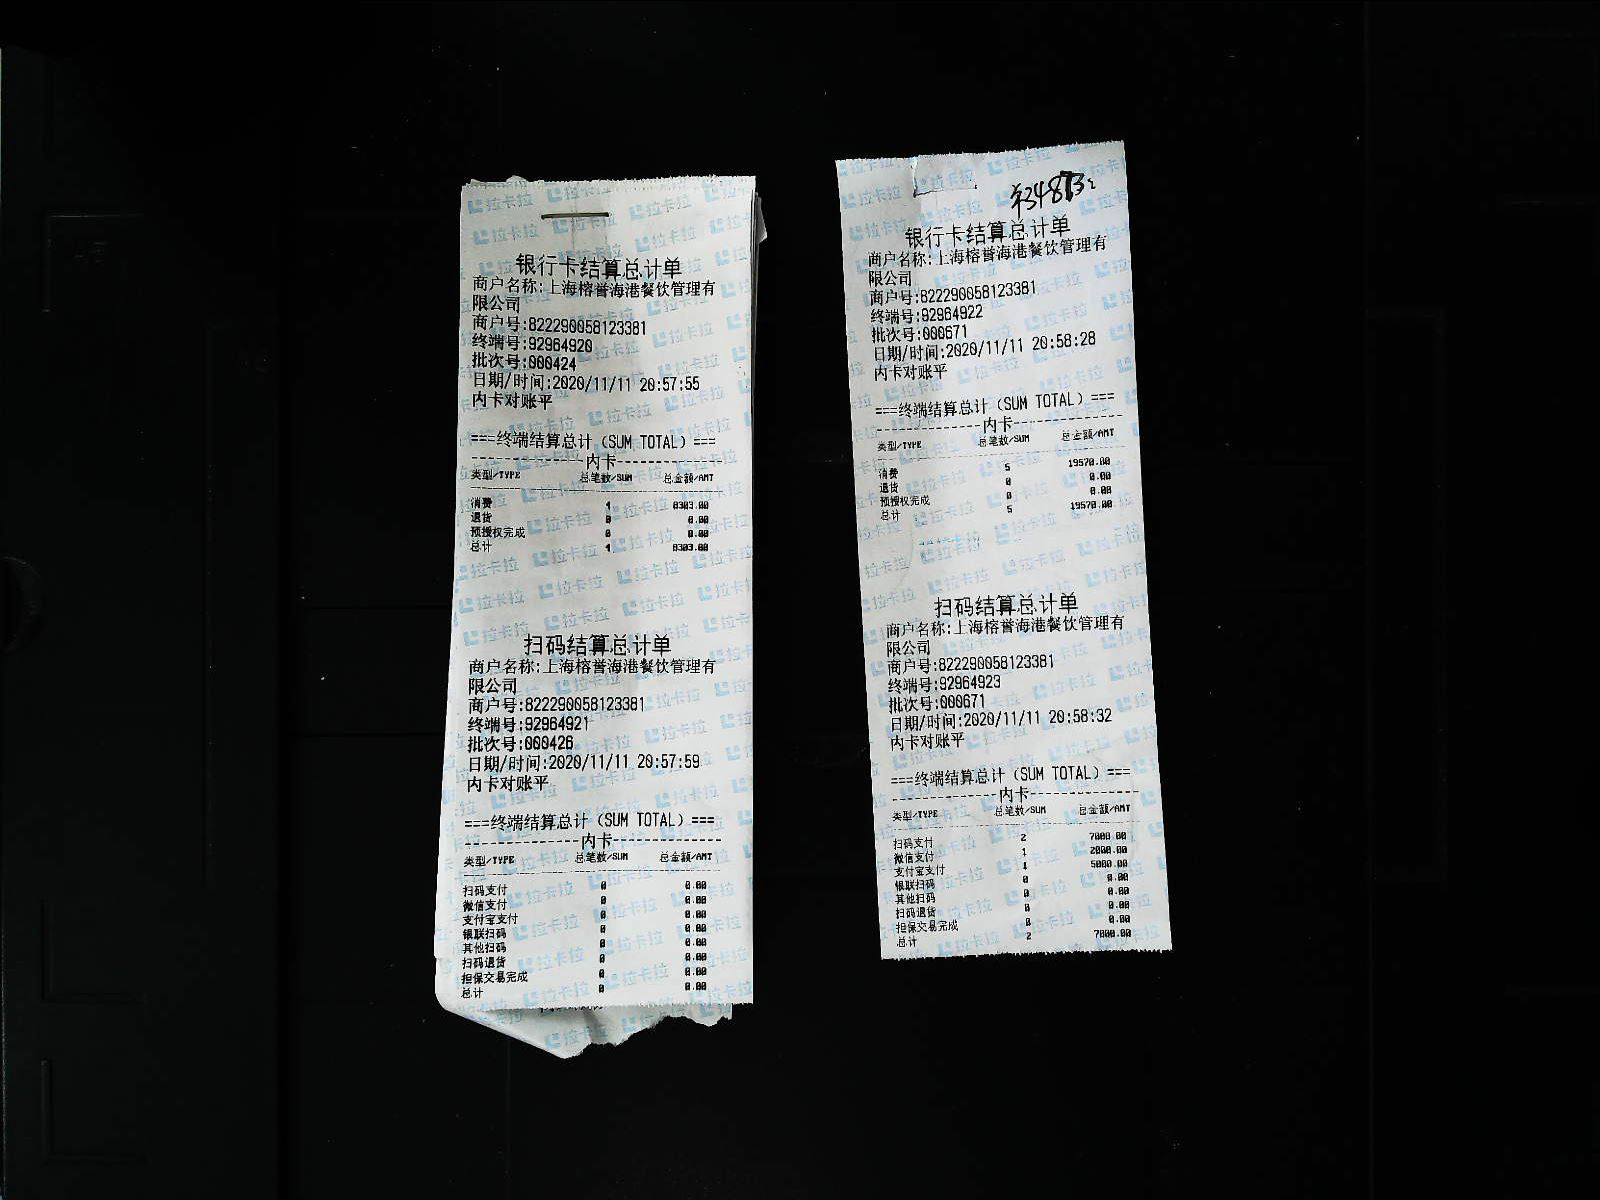 银行卡结算总计单
商户名称:上海榕誉海港餐饮管理有
限公司
商户号:822290058123381
终端号:92964920
批次号:000424
日期/时间:2020/11/11 20:57:55
内卡对账平
===终端结算总计(SUM TOTAL)===
内卡
类型/TYPE 总笔数/SUM 总金额/AMT
消费 4 8303.00
退货 0 0.00
预授权完成 0 0.00
总计 4 8303.00
扫码结算总计单
商户名称:上海榕誉海港餐饮管理有
限公司
商户号:822290058123381
终端号:92964921
批次号:000426
日期/时间:2020/11/11 20:57:59
内卡对账平
===终端结算总计(SUM TOTAL)===
内卡
类型/TYPE 总笔数/SUM 总金额/AMT
扫码支付 0 0.00
微信支付 0 0.00
支付宝支付 0 0.00
银联扫码 0 0.00
其他扫码 0 0.00
扫码退货 0 0.00
担保交易完成 0 0.00
总计 0 0.00
拉卡拉
银行卡结算总计单
商户名称:上海榕誉海港餐饮管理有
限公司
商户号:822290058123381
终端号:92964922
批次号:000671
日期/时间:2020/11/11 20:58:28
内卡对账平
===终端结算总计(SUM TOTAL)===
内卡
类型/TYPE 总笔数/SUM 总金额/AMT
消费 5 19570.00
退货 0 0.00
预授权完成 0 0.00
总计 5 19570.00
扫码结算总计单
商户名称:上海榕誉海港餐饮管理有
限公司
商户号:822290058123381
终端号:92964923
批次号:000671
日期/时间:2020/11/11 20:58:32
内卡对账平
===终端结算总计(SUM TOTAL)===
内卡
类型/TYPE 总笔数/SUM 总金额/AMT
扫码支付 2 7000.00
微信支付 1 2000.00
支付宝支付 1 5000.00
银联扫码 0 0.00
其他扫码 0 0.00
扫码退货 0 0.00
担保交易完成 0 0.00
总计 2 7000.00